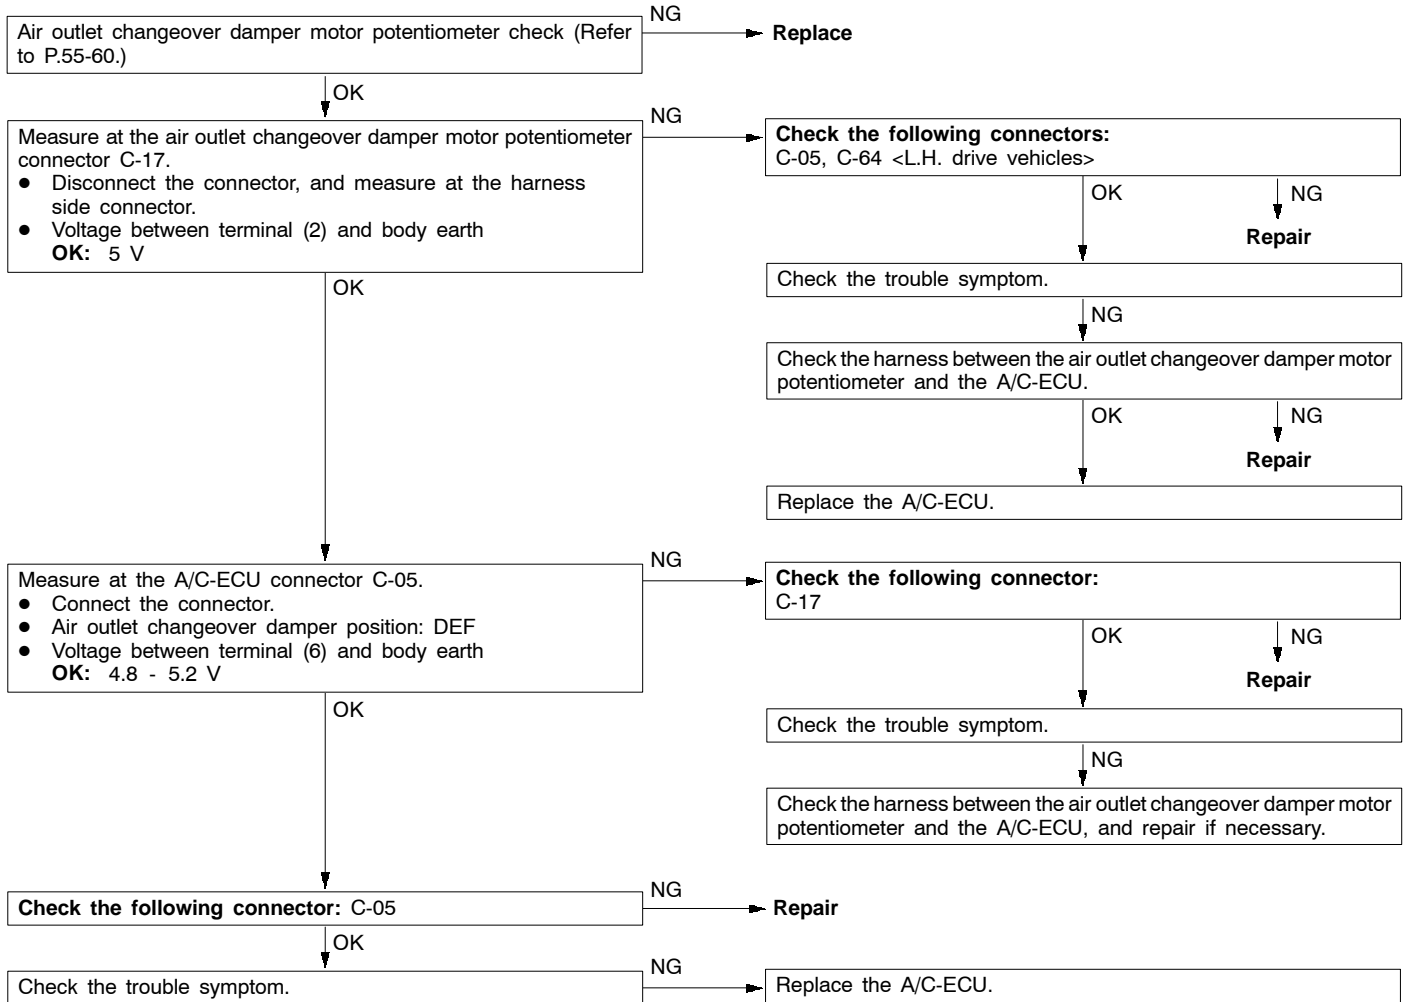 NG
Air outlet changeover damper motor potentiometer check (Refer
to P.55-60.)
Replace
OK
NG
Measure at the air outlet changeover damper motor potentiometer
connector C-17.
● Disconnect the connector, and measure at the harness
side connector.
● Voltage between terminal (2) and body earth
OK: 5 V
Check the following connectors:
C-05, C-64 <L.H. drive vehicles>
OK
NG
Repair
Check the trouble symptom.
NG
Check the harness between the air outlet changeover damper motor
potentiometer and the A/C-ECU.
OK
NG
Repair
Replace the A/C-ECU.
OK
NG
Measure at the A/C-ECU connector C-05.
● Connect the connector.
● Air outlet changeover damper position: DEF
● Voltage between terminal (6) and body earth
OK: 4.8 - 5.2 V
Check the following connector:
C-17
OK
NG
Repair
Check the trouble symptom.
NG
Check the harness between the air outlet changeover damper motor
potentiometer and the A/C-ECU, and repair if necessary.
OK
NG
Check the following connector: C-05
Repair
OK
NG
Check the trouble symptom.
Replace the A/C-ECU.